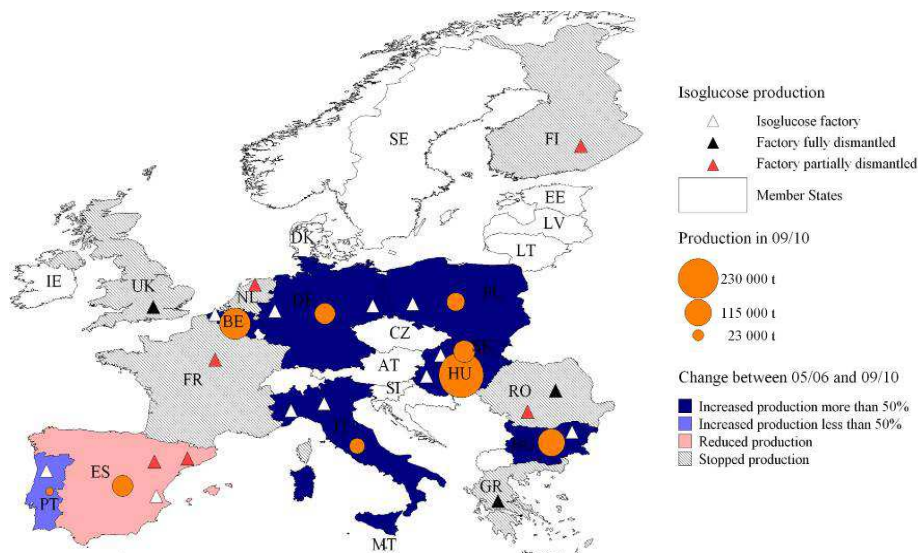 Isoglucose production
Isoglucose factory
Factory fully dismantled
Factory partially dismantled
Member States
Production in 09/10
230 000 t
115 000 t
23 000 t
Change between 05/06 and 09/10
Increased production more than 50%
Increased production less than 50%
Reduced production
Stopped production
SE
FI
EE
LV
LT
DK
IE
UK
NL
DE
PL
BE
CZ
SK
FR
AT
HU
SI
RO
IT
BG
ES
PT
GR
MT